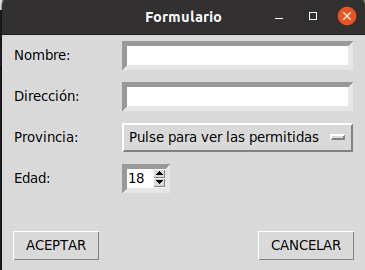 Formulario
Nombre:
Dirección:
Provincia: Pulse para ver las permitidas
Edad: 18
ACEPTAR CANCELAR